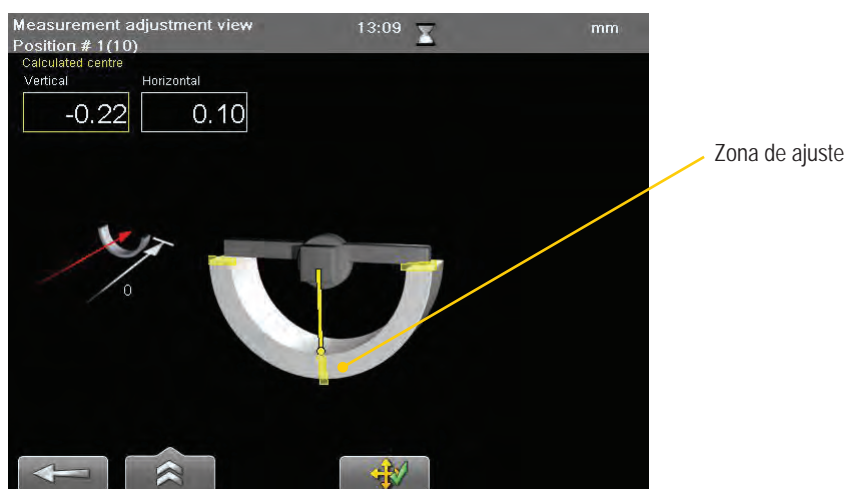 Measurement adjustment view
13:09
mm
Position # 1(10)
Calculated centre
Vertical
Horizontal
-0.22
0.10
Zona de ajuste
0